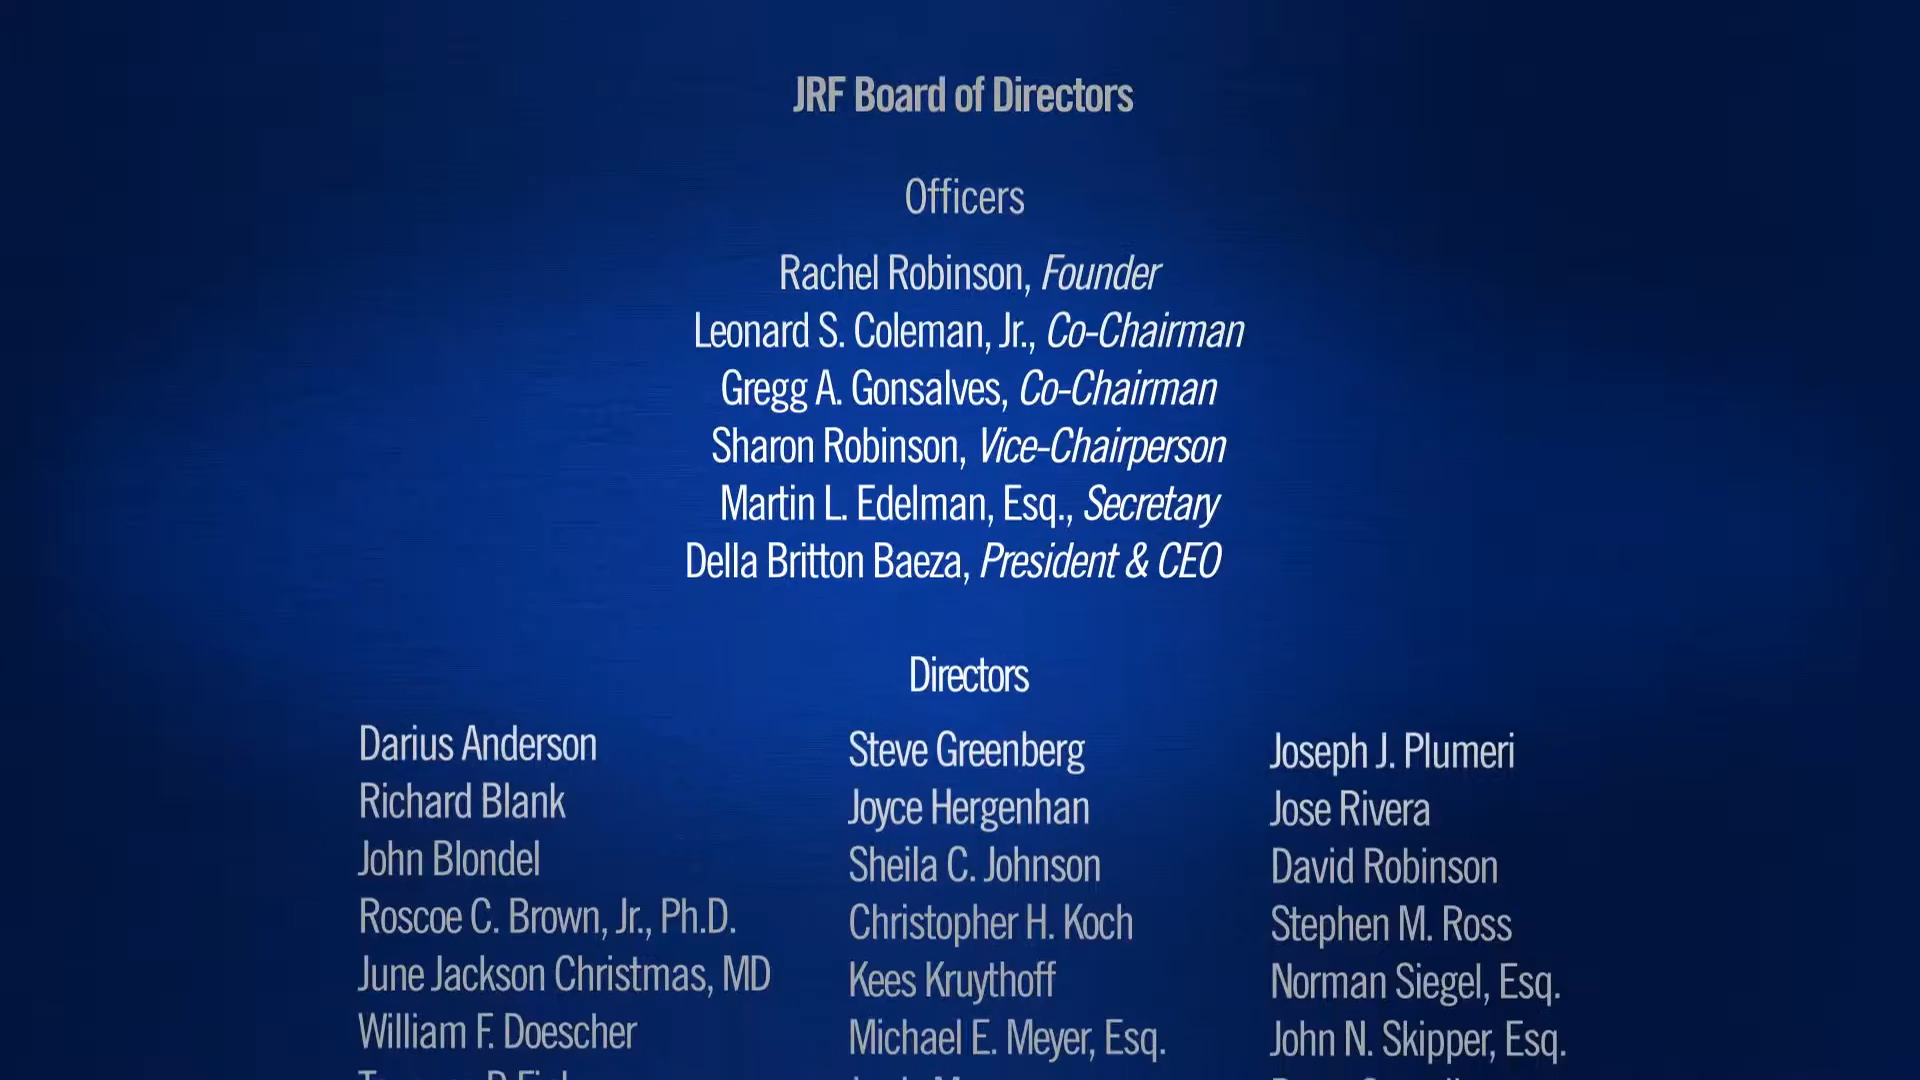 JRF Board of Directors
Officers
Rachel Robinson, Founder
Leonard S. Coleman, Jr., Co-Chairman
Gregg A. Gonsalves, Co-Chairman
Sharon Robinson, Vice-Chairperson
Martin L. Edelman, Esq., Secretary
Della Britton Baeza, President & CEO
Directors
Darius Anderson
Richard Blank
John Blondel
Roscoe C. Brown, Jr., Ph.D.
June Jackson Christmas, MD
William F. Doescher
Steve Greenberg
Joyce Hergenhan
Sheila C. Johnson
Christopher H. Koch
Kees Kruythoff
Michael E. Meyer, Esq.
Joseph J. Plumeri
Jose Rivera
David Robinson
Stephen M. Ross
Norman Siegel, Esq.
John N. Skipper, Esq.